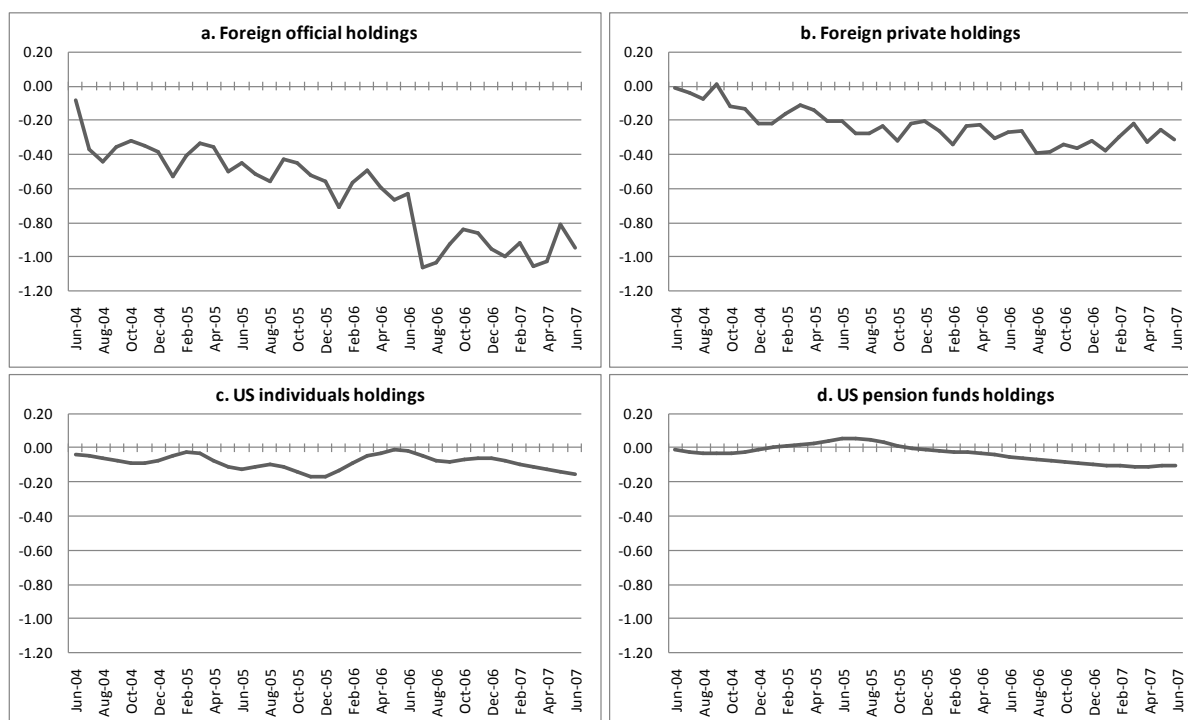 a. Foreign official holdings
0.20
0.00
-0.20
-0.40
-0.60
-0.80
-1.00
-1.20
Jun-04
Aug-04
Oct-04
Dec-04
Feb-05
Apr-05
Jun-05
Aug-05
Oct-05
Dec-05
Feb-06
Apr-06
Jun-06
Aug-06
Oct-06
Dec-06
Feb-07
Apr-07
Jun-07
b. Foreign private holdings
0.20
0.00
-0.20
-0.40
-0.60
-0.80
-1.00
-1.20
Jun-04
Aug-04
Oct-04
Dec-04
Feb-05
Apr-05
Jun-05
Aug-05
Oct-05
Dec-05
Feb-06
Apr-06
Jun-06
Aug-06
Oct-06
Dec-06
Feb-07
Apr-07
Jun-07
c. US individuals holdings
0.20
0.00
-0.20
-0.40
-0.60
-0.80
-1.00
-1.20
Jun-04
Aug-04
Oct-04
Dec-04
Feb-05
Apr-05
Jun-05
Aug-05
Oct-05
Dec-05
Feb-06
Apr-06
Jun-06
Aug-06
Oct-06
Dec-06
Feb-07
Apr-07
Jun-07
d. US pension funds holdings
0.20
0.00
-0.20
-0.40
-0.60
-0.80
-1.00
-1.20
Jun-04
Aug-04
Oct-04
Dec-04
Feb-05
Apr-05
Jun-05
Aug-05
Oct-05
Dec-05
Feb-06
Apr-06
Jun-06
Aug-06
Oct-06
Dec-06
Feb-07
Apr-07
Jun-07